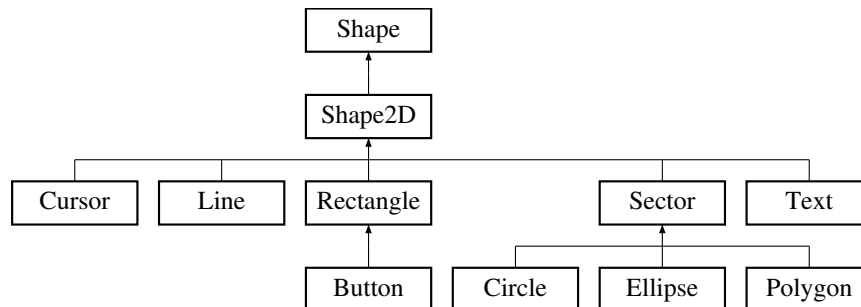 Shape
Shape2D
Cursor
Line
Rectangle
Sector
Text
Button
Circle
Ellipse
Polygon